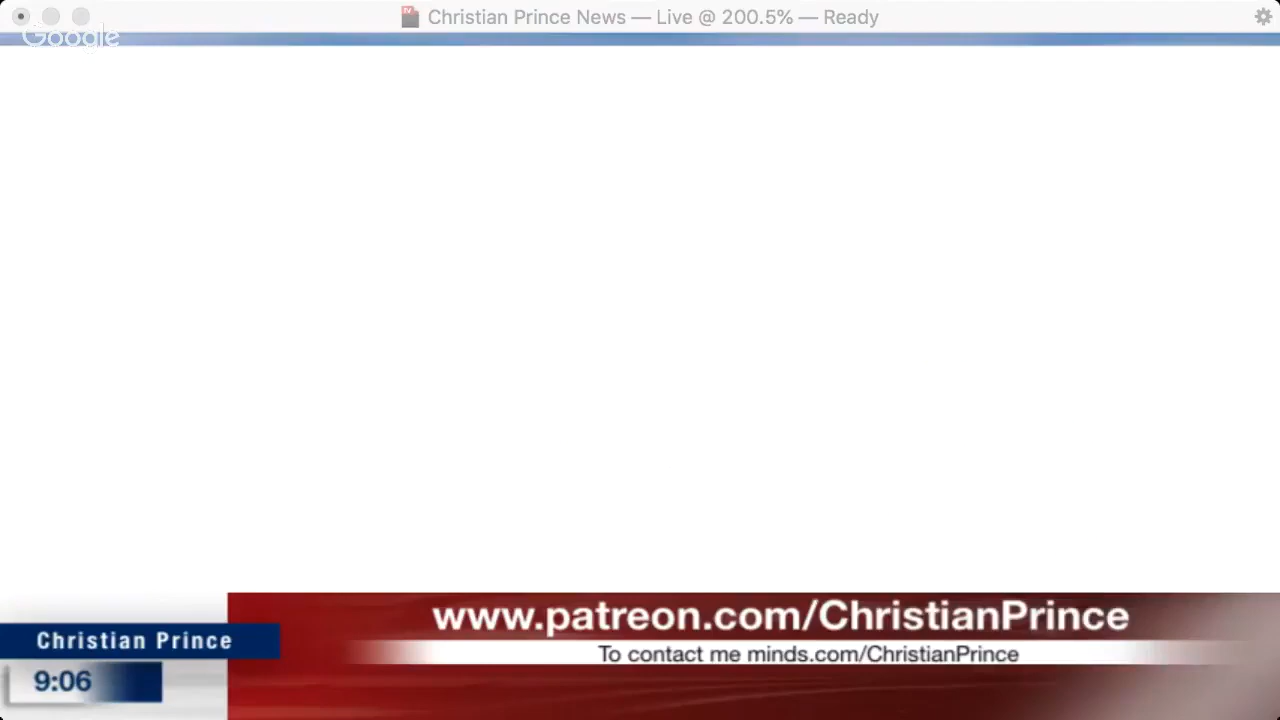 Christian Prince News — Live @ 200.5% — Ready
Google
www.patreon.com/ChristianPrince
To contact me minds.com/ChristianPrince
Christian Prince
9:06